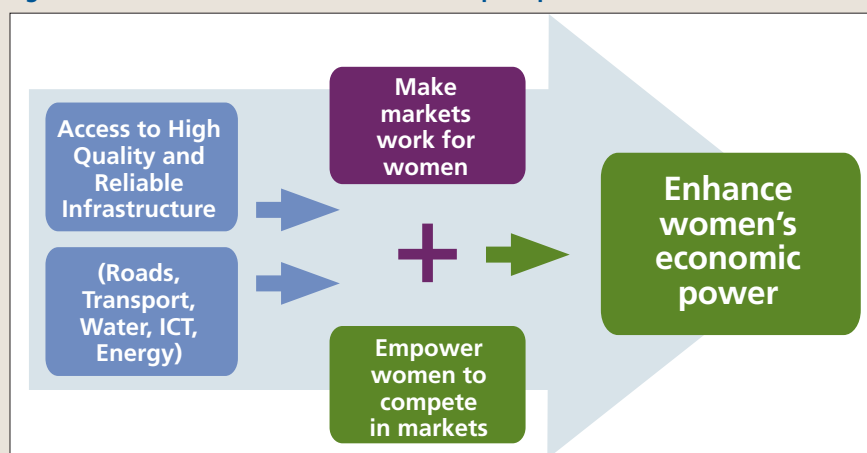 Access to High
Quality and
Reliable
Infrastructure
(Roads,
Transport,
Water, ICT,
Energy)
Make
markets
work for
women
Empower
women to
compete
in markets
Enhance
women’s
economic
power